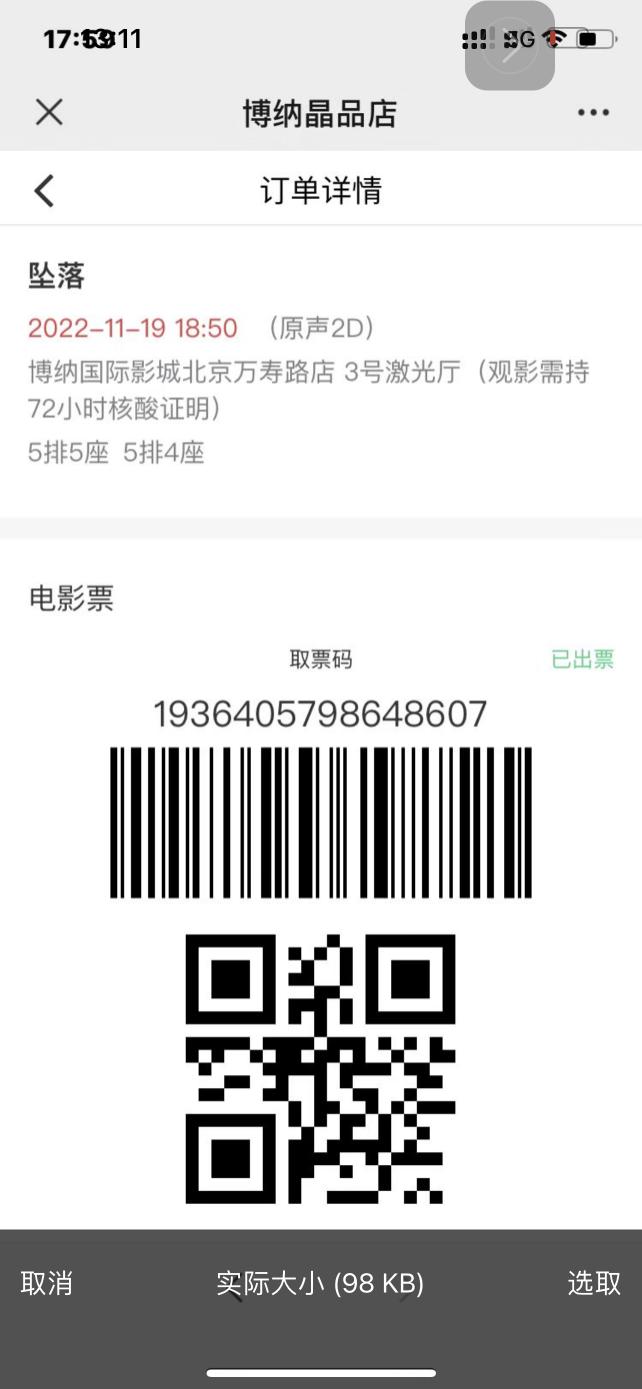 博纳晶品店
订单详情
坠落
2022-11-19 18:50 （原声2D）
博纳国际影城北京万寿路店 3号激光厅（观影需持
72小时核酸证明）
5排5座 5排4座
电影票
取票码
已出票
1936405798648607
取消
实际大小 (98 KB)
选取